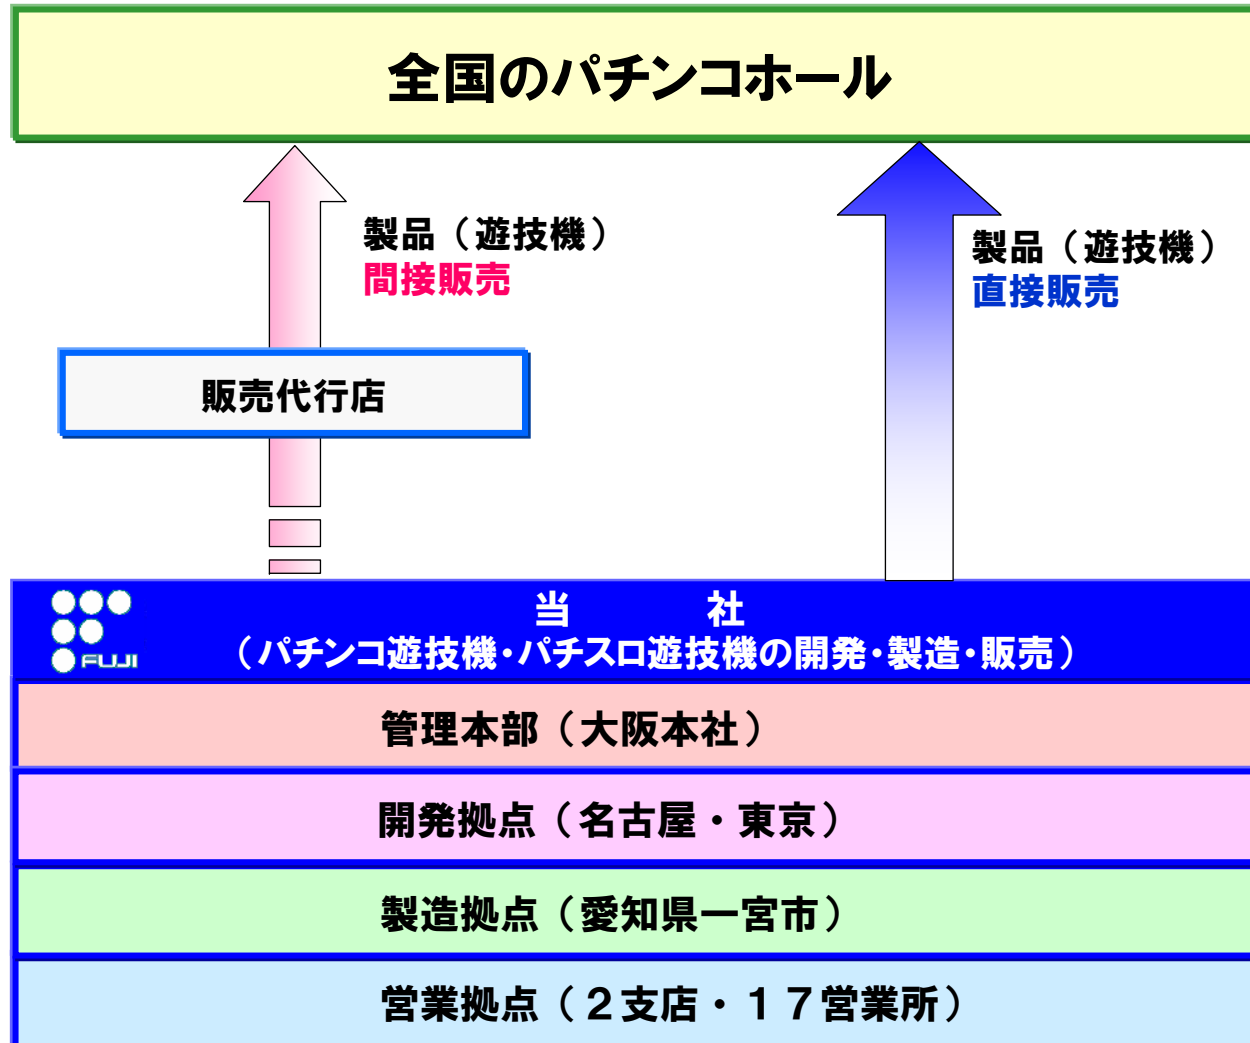 全国のパチンコホール
製品（遊技機）
間接販売
製品（遊技機）
直接販売
販売代行店
当　社
（パチンコ遊技機・パチスロ遊技機の開発・製造・販売）
FUJI
管理本部（大阪本社）
開発拠点（名古屋・東京）
製造拠点（愛知県一宮市）
営業拠点（２支店・１７営業所）